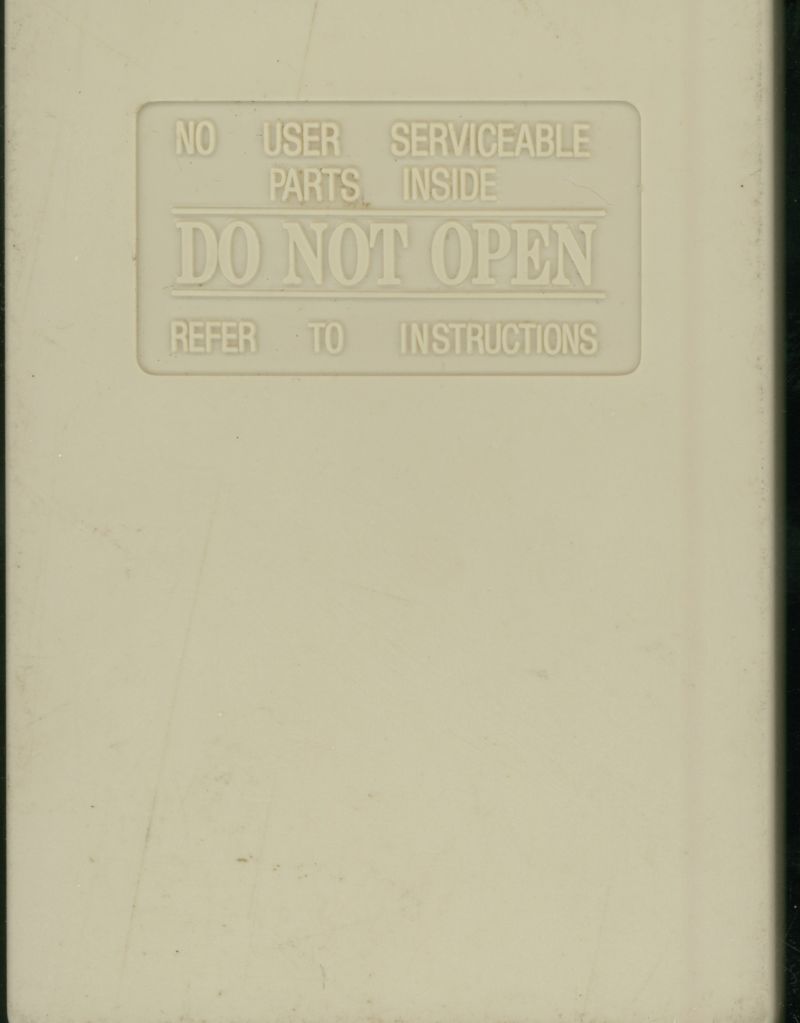 NO USER SERVICEABLE
PARTS INSIDE
DO NOT OPEN
REFER TO INSTRUCTIONS